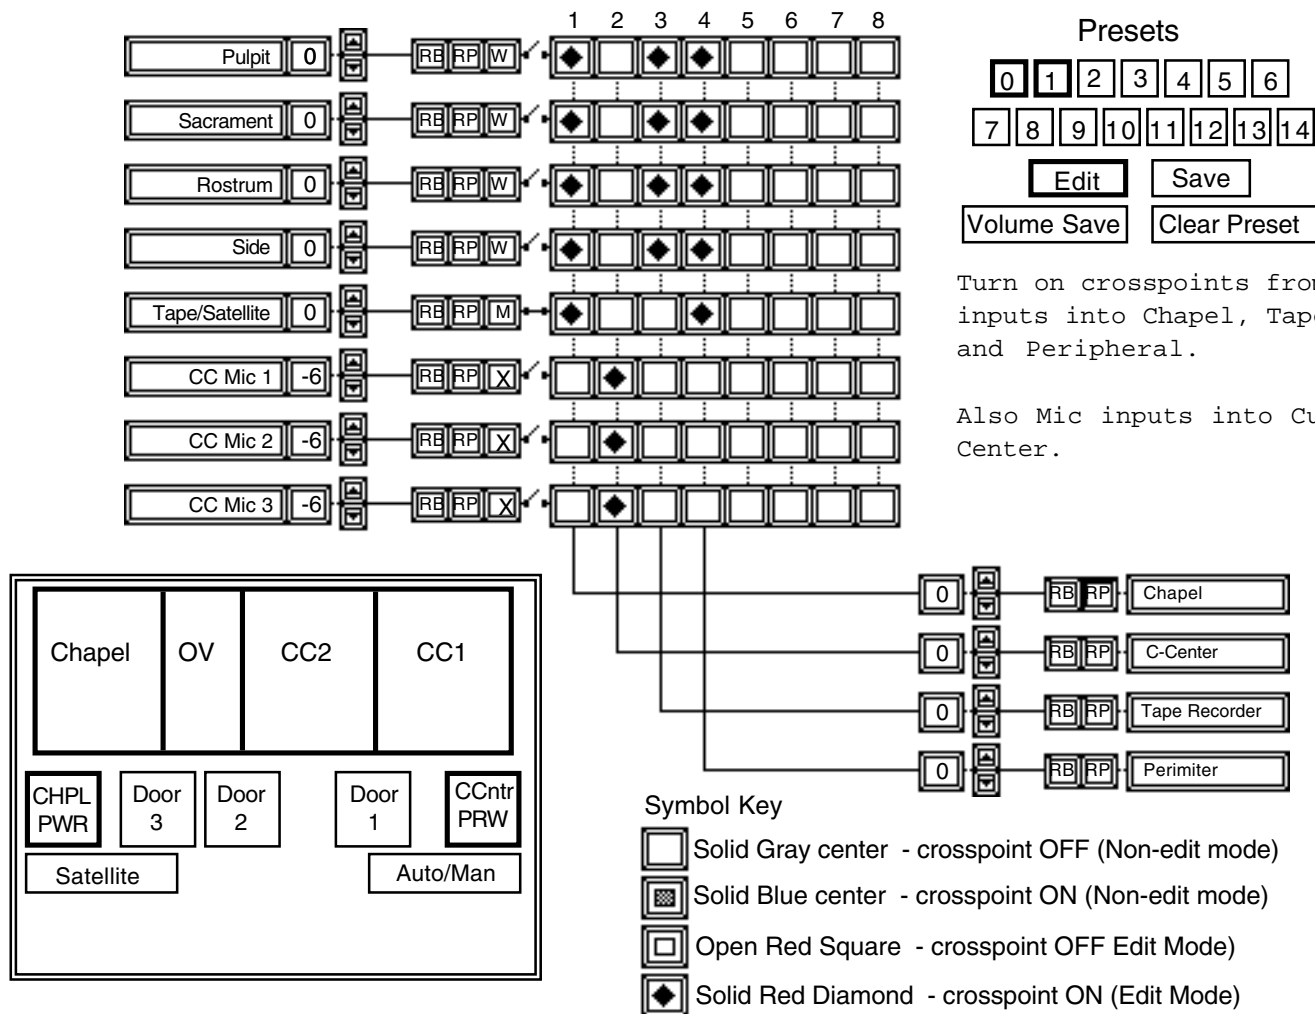 1 2 3 4 5 6 7 8
Pulpit 0 RB RP W
Sacrament 0 RB RP W
Rostrum 0 RB RP W
Side 0 RB RP W
Tape/Satellite 0 RB RP M
CC Mic 1 -6 RB RP X
CC Mic 2 -6 RB RP X
CC Mic 3 -6 RB RP X
Presets
0 1 2 3 4 5 6
7 8 9 10 11 12 13 14
Edit Save
Volume Save Clear Preset
Turn on crosspoints from
inputs into Chapel, Tape
and Peripheral.
Also Mic inputs into Cu
Center.
0 RB RP Chapel
0 RB RP C-Center
0 RB RP Tape Recorder
0 RB RP Perimiter
Chapel OV CC2 CC1
CHPL PWR
Door 3
Door 2
Door 1
CCntr PRW
Satellite Auto/Man
Symbol Key
Solid Gray center - crosspoint OFF (Non-edit mode)
Solid Blue center - crosspoint ON (Non-edit mode)
Open Red Square - crosspoint OFF Edit Mode)
Solid Red Diamond - crosspoint ON (Edit Mode)